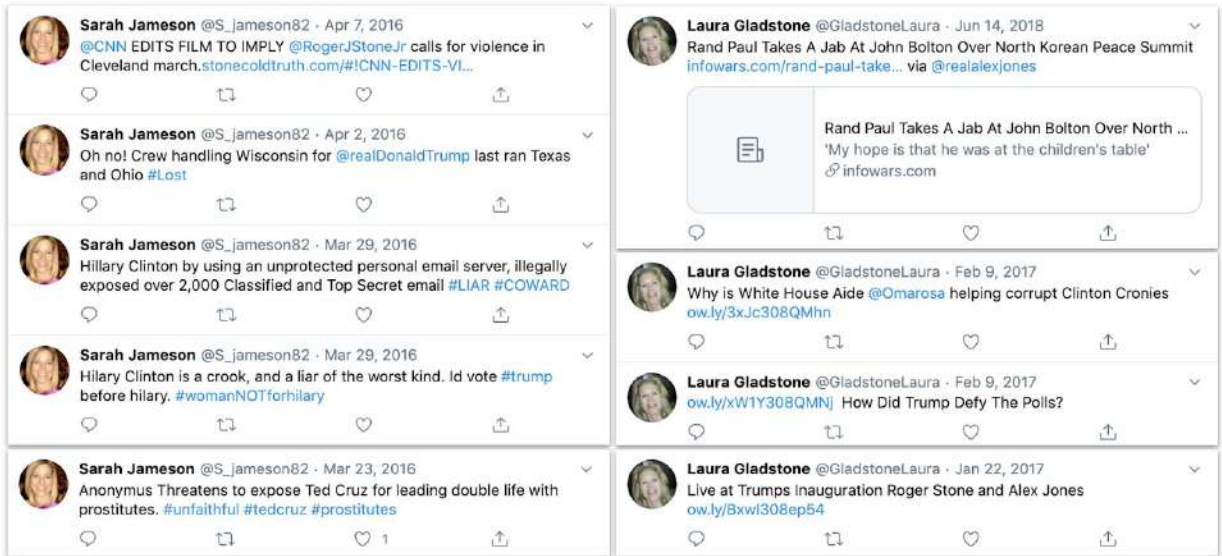 Sarah Jameson @S_jameson82 · Apr 7, 2016
@CNN EDITS FILM TO IMPLY @RogerJStoneJr calls for violence in
Cleveland march.stonecoldtruth.com/#!CNN-EDITS-VI...
Sarah Jameson @S_jameson82 · Apr 2, 2016
Oh no! Crew handling Wisconsin for @realDonaldTrump last ran Texas
and Ohio #Lost
Sarah Jameson @S_jameson82 · Mar 29, 2016
Hillary Clinton by using an unprotected personal email server, illegally
exposed over 2,000 Classified and Top Secret email #LIAR #COWARD
Sarah Jameson @S_jameson82 · Mar 29, 2016
Hilary Clinton is a crook, and a liar of the worst kind. Id vote #trump
before hilary. #womanNOTforhilary
Sarah Jameson @S_jameson82 · Mar 23, 2016
Anonymus Threatens to expose Ted Cruz for leading double life with
prostitutes. #unfaithful #tedcruz #prostitutes
1
Laura Gladstone @GladstoneLaura · Jun 14, 2018
Rand Paul Takes A Jab At John Bolton Over North Korean Peace Summit
infowars.com/rand-paul-take... via @realalexjones
Rand Paul Takes A Jab At John Bolton Over North ...
'My hope is that he was at the children's table'
infowars.com
Laura Gladstone @GladstoneLaura · Feb 9, 2017
Why is White House Aide @Omarosa helping corrupt Clinton Cronies
ow.ly/3xJc308QMhn
Laura Gladstone @GladstoneLaura · Feb 9, 2017
ow.ly/xW1Y308QMNj How Did Trump Defy The Polls?
Laura Gladstone @GladstoneLaura · Jan 22, 2017
Live at Trumps Inauguration Roger Stone and Alex Jones
ow.ly/Bxwl308ep54